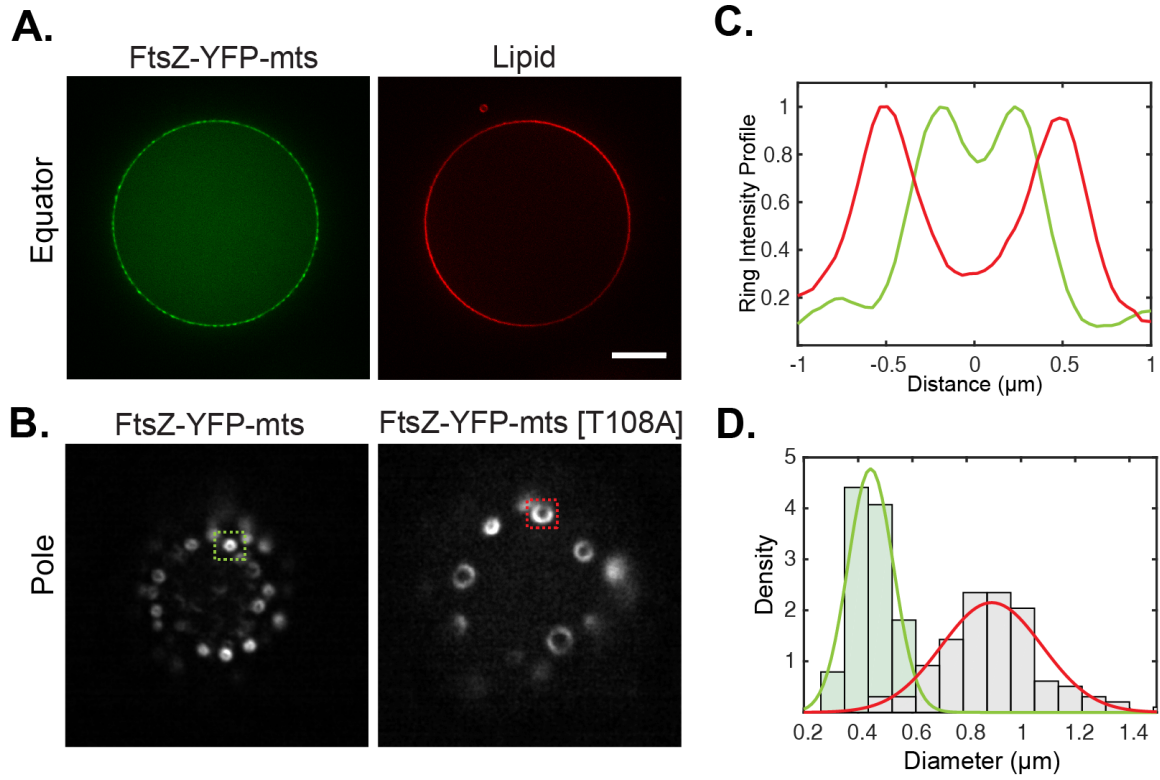 A.
FtsZ-YFP-mts
Lipid
Equator
B.
FtsZ-YFP-mts
FtsZ-YFP-mts [T108A]
Pole
C.
Ring Intensity Profile
1
0.8
0.6
0.4
0.2
-1
-0.5
0
0.5
1
Distance (µm)
D.
Density
5
4
3
2
1
0.2
0.4
0.6
0.8
1
1.2
1.4
Diameter (µm)